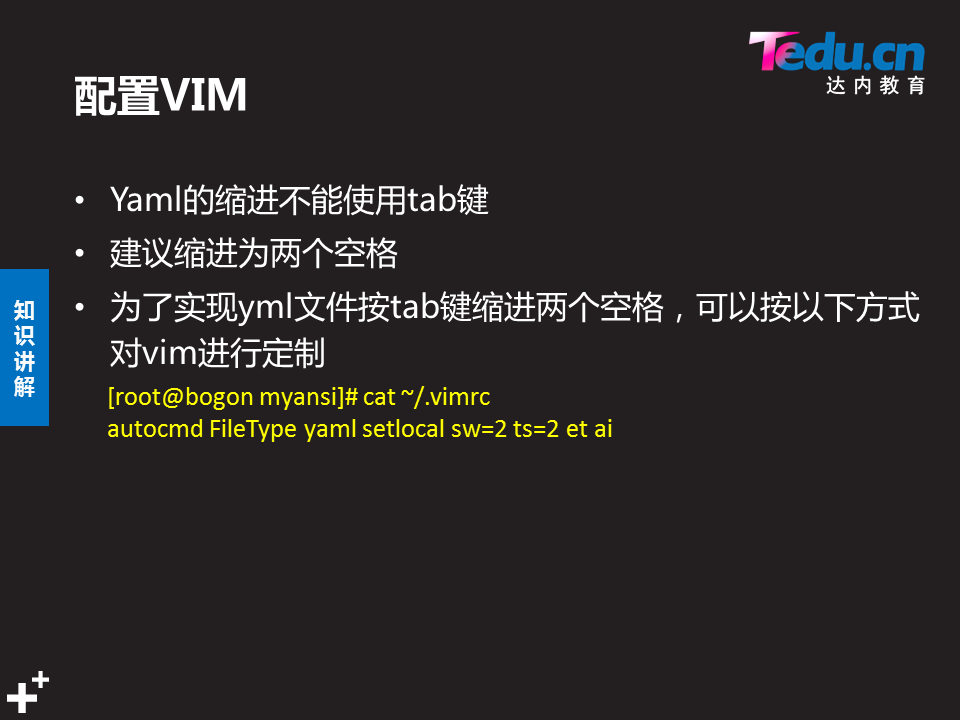 Tedu.cn
达内教育
配置VIM
• Yaml的缩进不能使用tab键
• 建议缩进为两个空格
• 为了实现yml文件按tab键缩进两个空格，可以按以下方式
对vim进行定制
[root@bogon myansi]# cat ~/.vimrc
autocmd FileType yaml setlocal sw=2 ts=2 et ai
知识讲解